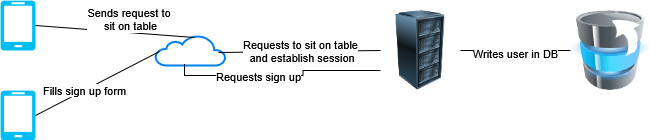 Sends request to
sit on table
Requests to sit on table
and establish session
Writes user in DB
Requests sign up
Fills sign up form